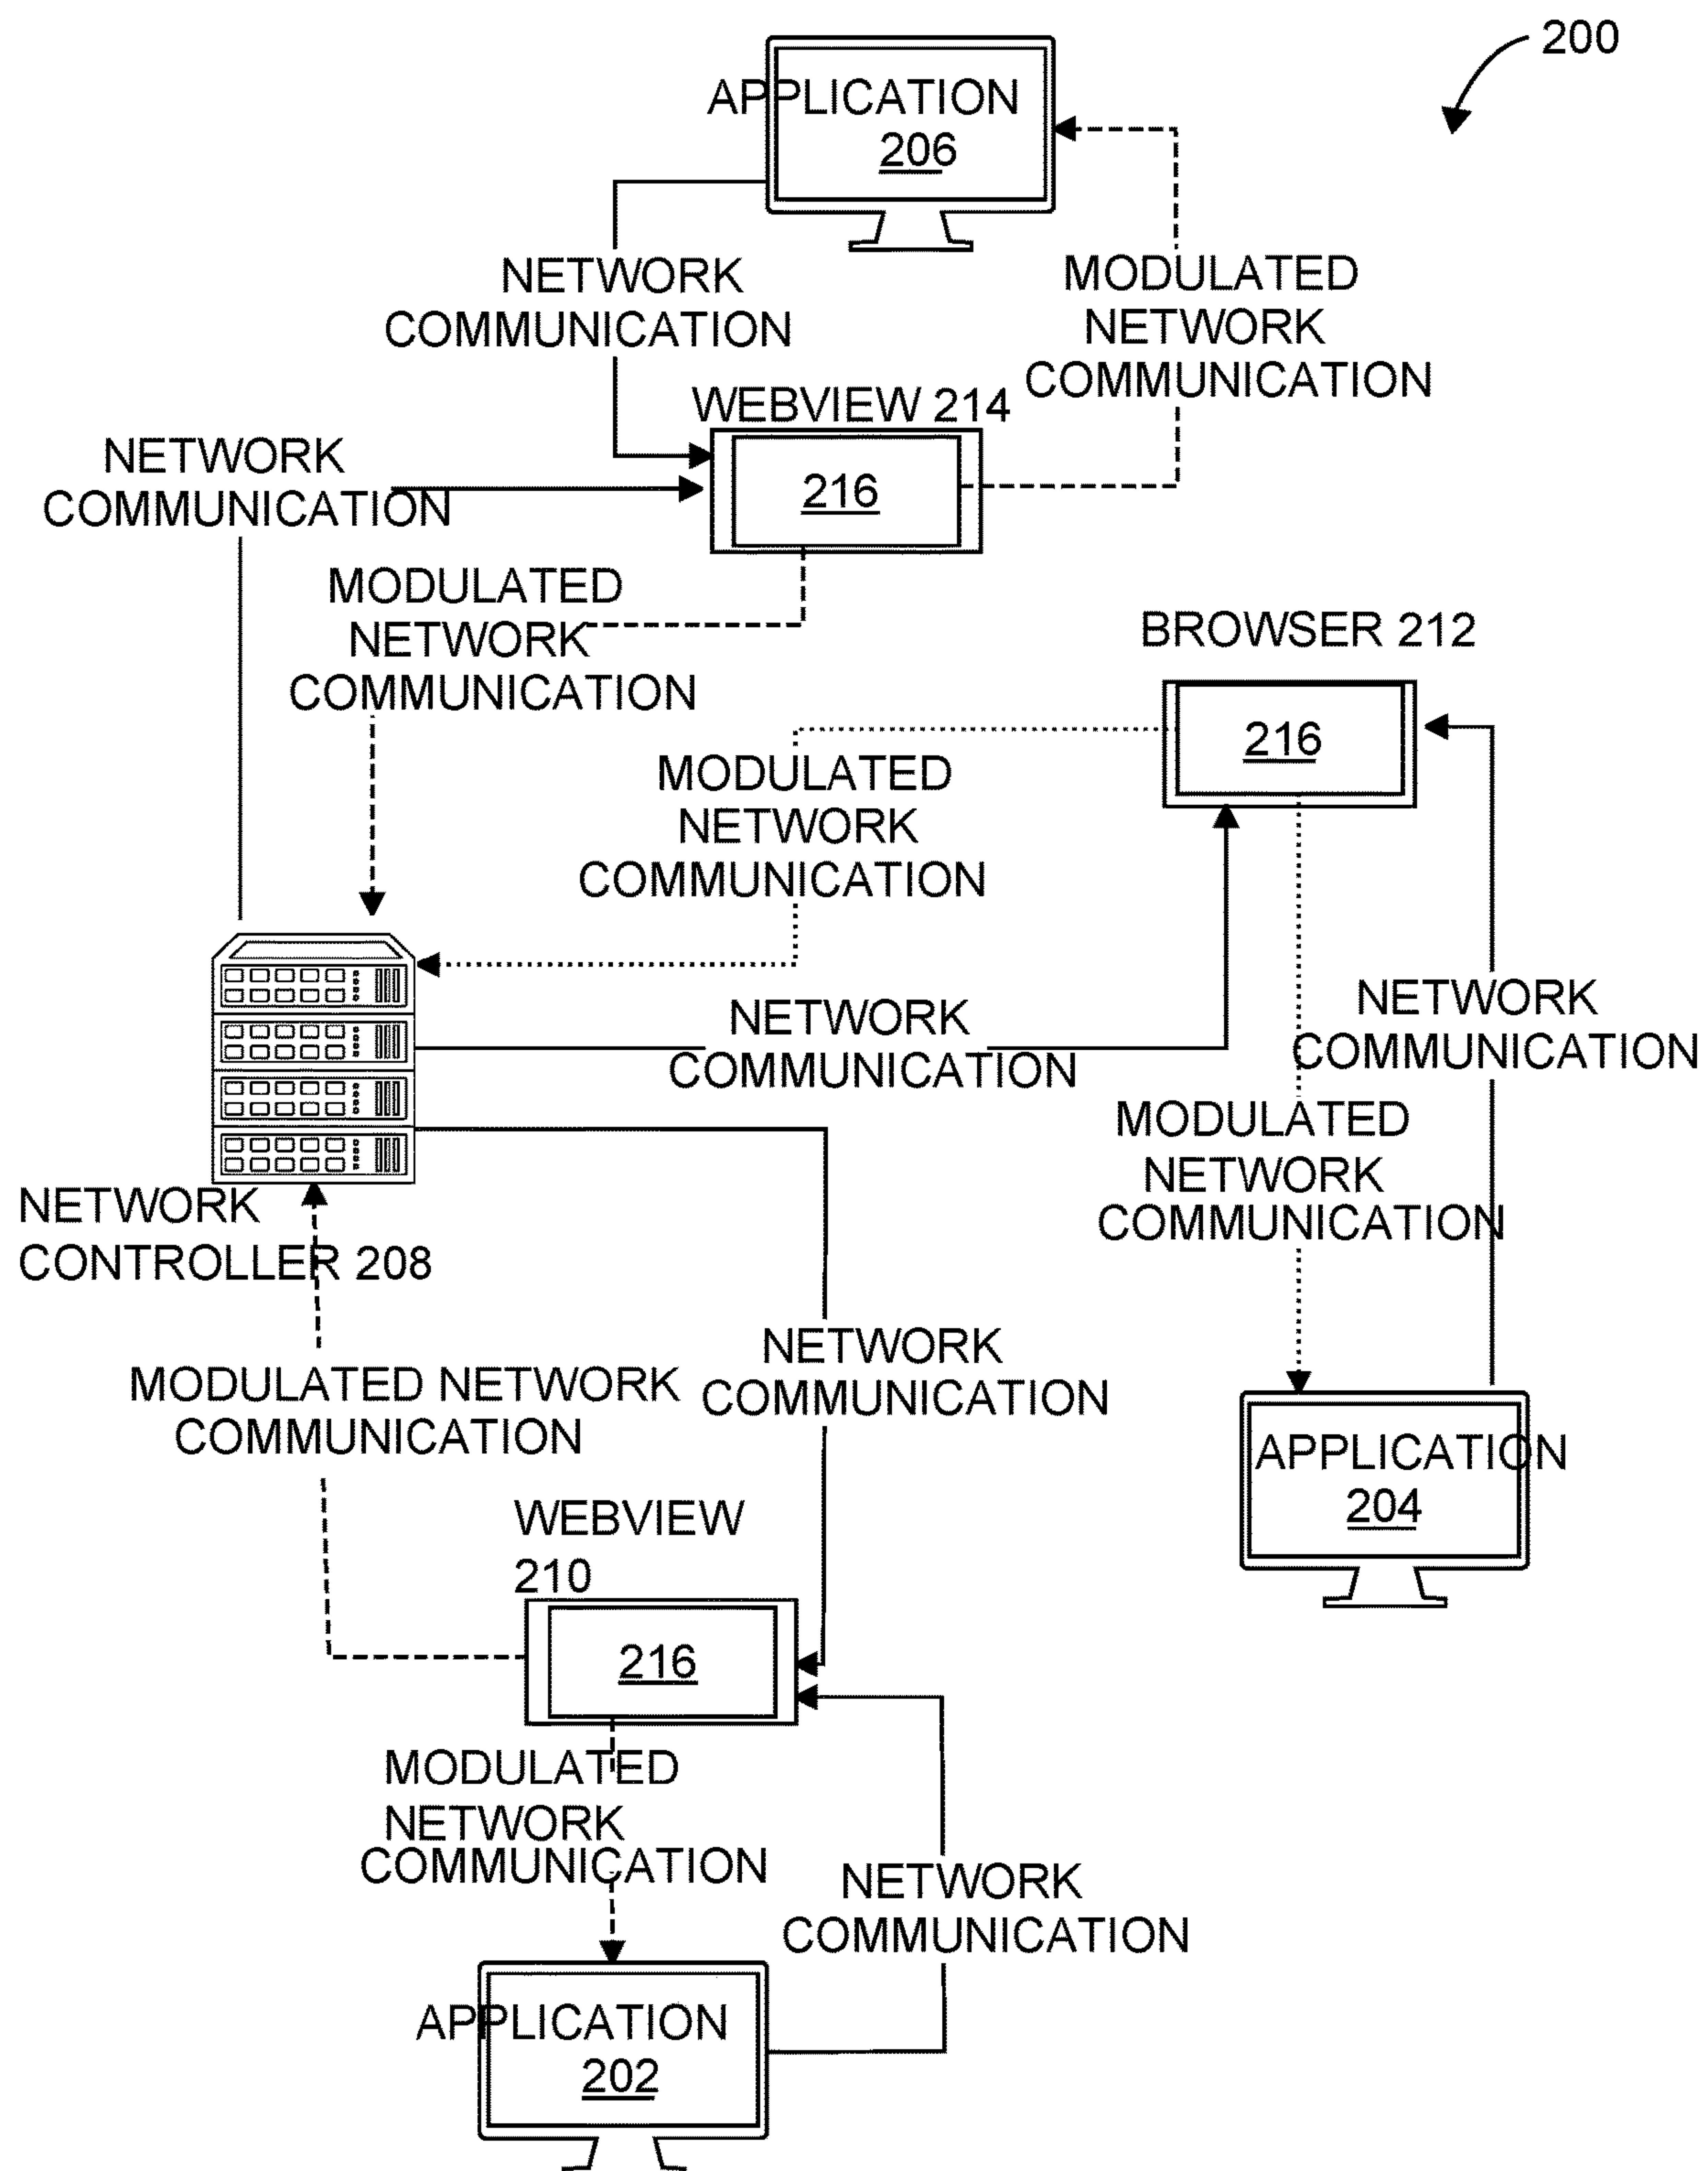 200
APPLICATION
206
NETWORK
COMMUNICATION
MODULATED
NETWORK
COMMUNICATION
WEBVIEW 214
216
NETWORK
COMMUNICATION
MODULATED
NETWORK
COMMUNICATION
BROWSER 212
216
MODULATED
NETWORK
COMMUNICATION
NETWORK
COMMUNICATION
NETWORK
COMMUNICATION
MODULATED
NETWORK
COMMUNICATION
NETWORK
CONTROLLER 208
NETWORK
COMMUNICATION
MODULATED NETWORK
COMMUNICATION
APPLICATION
204
WEBVIEW
210
216
MODULATED
NETWORK
COMMUNICATION
NETWORK
COMMUNICATION
APPLICATION
202